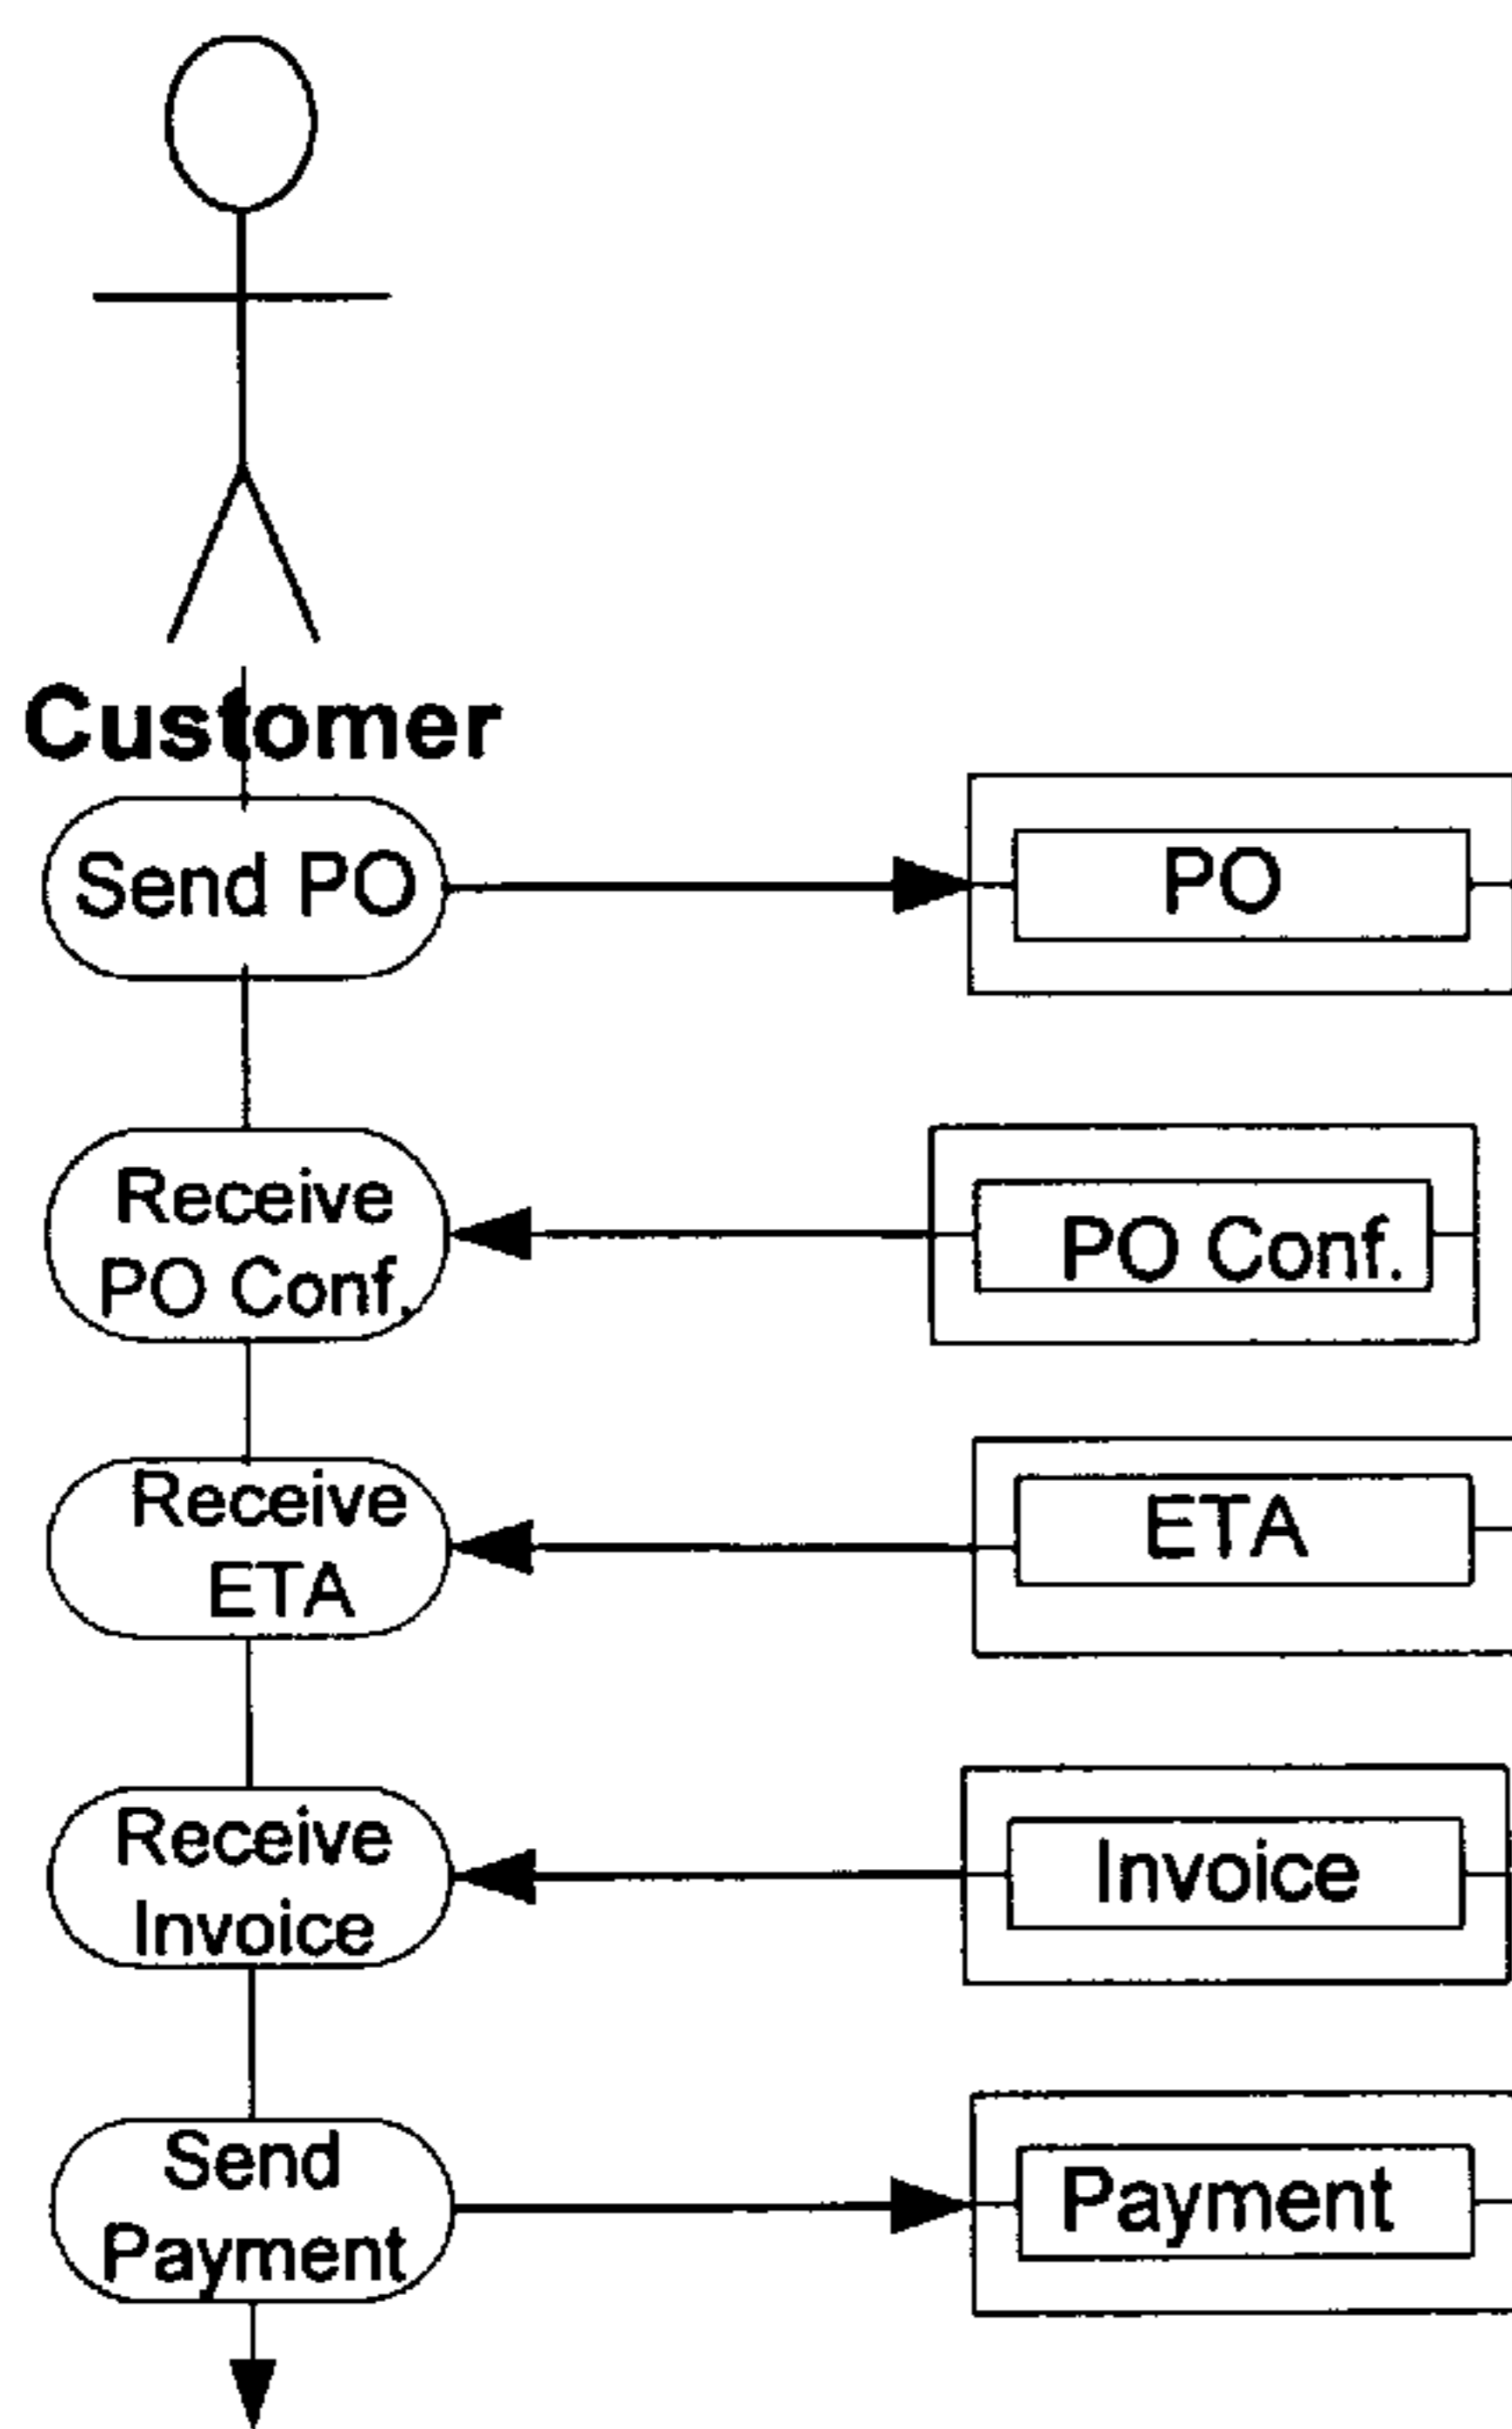 Customer
Send PO
PO
Receive
PO Conf.
PO Conf.
Receive
ETA
ETA
Receive
Invoice
Invoice
Send
Payment
Payment